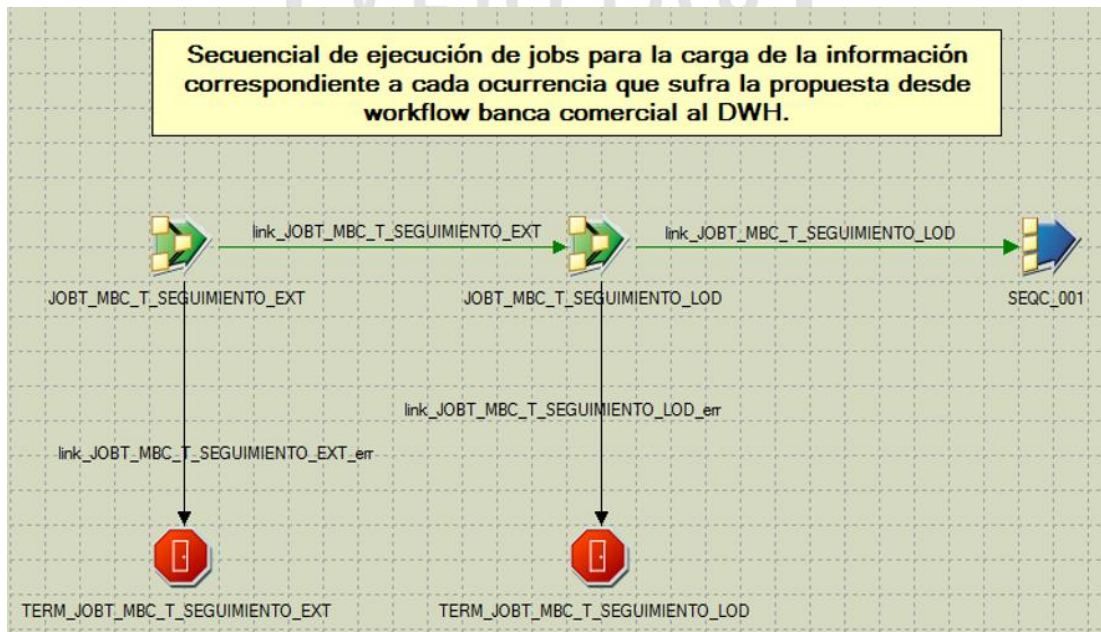 Secuencial de ejecución de jobs para la carga de la información
correspondiente a cada ocurrencia que sufra la propuesta desde
workflow banca comercial al DWH.
link_JOBT_MBC_T_SEGUIMIENTO_EXT
link_JOBT_MBC_T_SEGUIMIENTO_LOD
JOBT_MBC_T_SEGUIMIENTO_EXT
JOBT_MBC_T_SEGUIMIENTO_LOD
SEQC_001
link_JOBT_MBC_T_SEGUIMIENTO_LOD_err
link_JOBT_MBC_T_SEGUIMIENTO_EXT_err
TERM_JOBT_MBC_T_SEGUIMIENTO_EXT
TERM_JOBT_MBC_T_SEGUIMIENTO_LOD